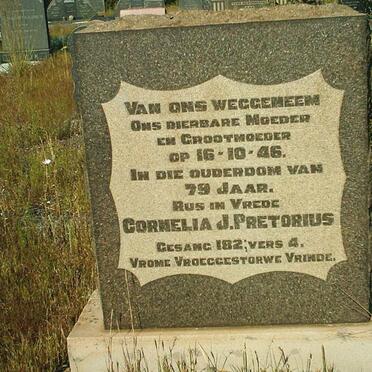 VAN ONS WEGGENEEM
ONS DIERBARE MOEDER
EN GROOTMOEDER
OP 16-10-46.
IN DIE OUDERDOM VAN
79 JAAR.
RUS IN VREDE
CORNELIA J. PRETORIUS
GESANG 182; VERS 4.
VROME VROEGGESTORWE VRINDE.